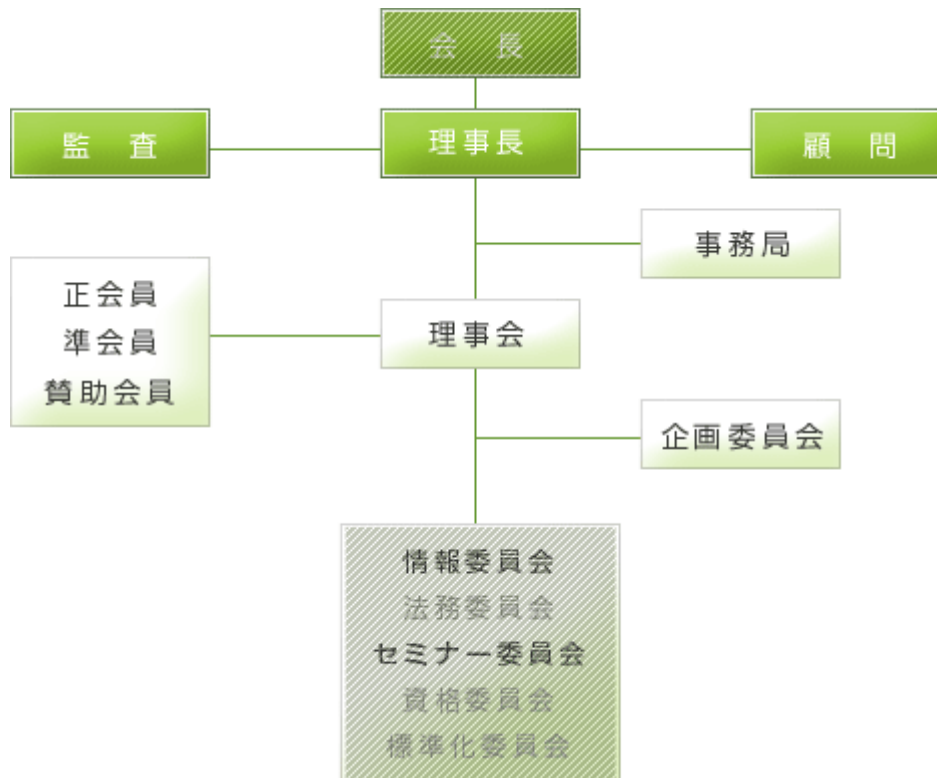 会　長
監　査
理事長
顧　問
事務局
正会員
準会員
賛助会員
理事会
企画委員会
情報委員会
法務委員会
セミナー委員会
資格委員会
標準化委員会